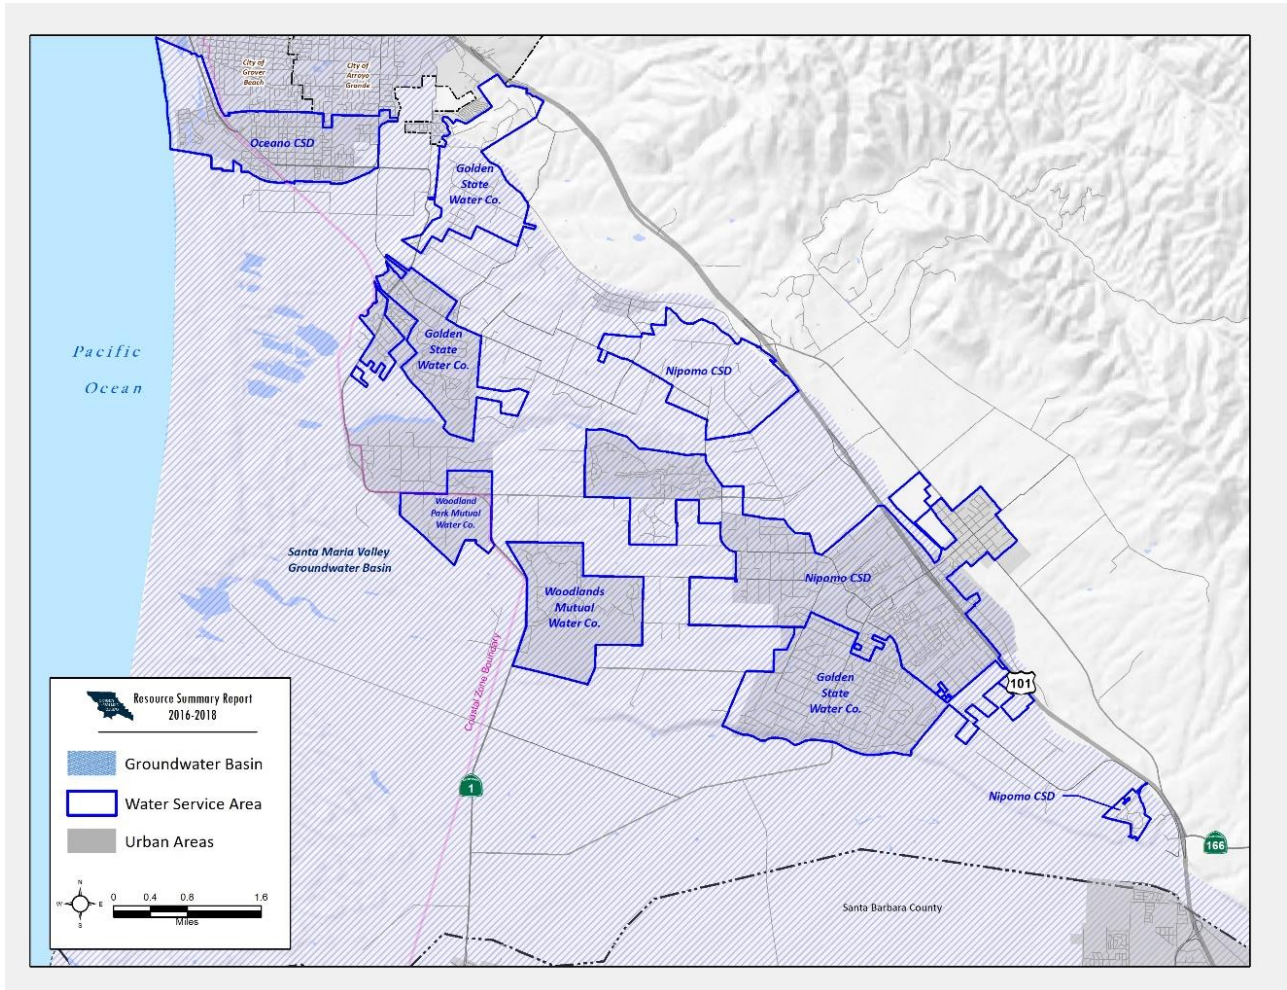 City of
Grover
Beach
City of
Arroyo
Grande
Oceano CSD
Golden
State
Water Co.
Golden
State
Water Co.
Nipomo CSD
Pacific
Ocean
Woodland
Park Mutual
Water Co.
Santa Maria Valley
Groundwater Basin
Woodlands
Mutual
Water Co.
Nipomo CSD
Golden
State
Water Co.
101
Coastal Zone Boundary
1
Nipomo CSD
166
Santa Barbara County
Resource Summary Report
2016-2018
Groundwater Basin
Water Service Area
Urban Areas
N
W
E
S
0 0.4 0.8 1.6
Miles